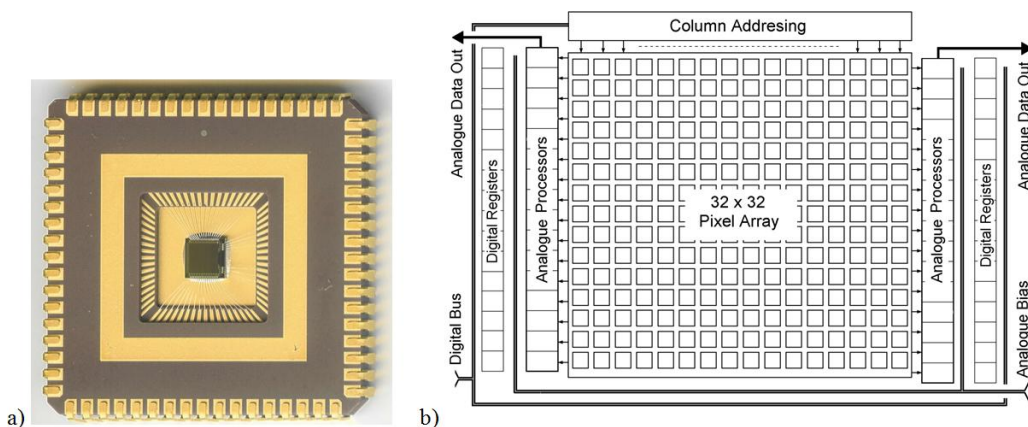 a)
b)
Column Addresing
Analogue Data Out
Digital Bus
Digital Registers
Analogue Processors
32 x 32
Pixel Array
Analogue Processors
Digital Registers
Analogue Data Out
Analogue Bias